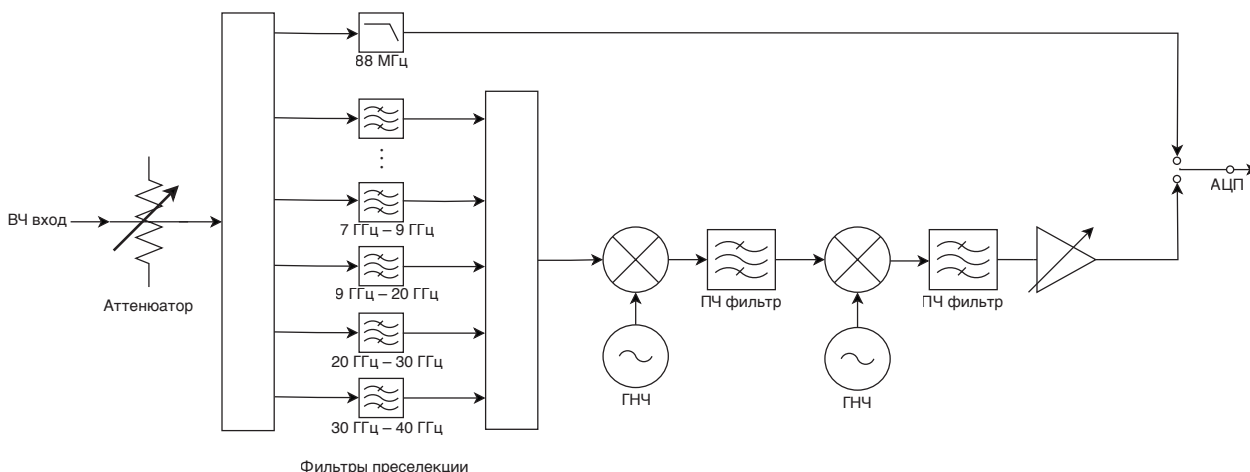 88 МГц
ВЧ вход
Аттенюатор
7 ГГц – 9 ГГц
9 ГГц – 20 ГГц
20 ГГц – 30 ГГц
30 ГГц – 40 ГГц
Фильтры преселекции
ПЧ фильтр
ГНЧ
ПЧ фильтр
ГНЧ
АЦП